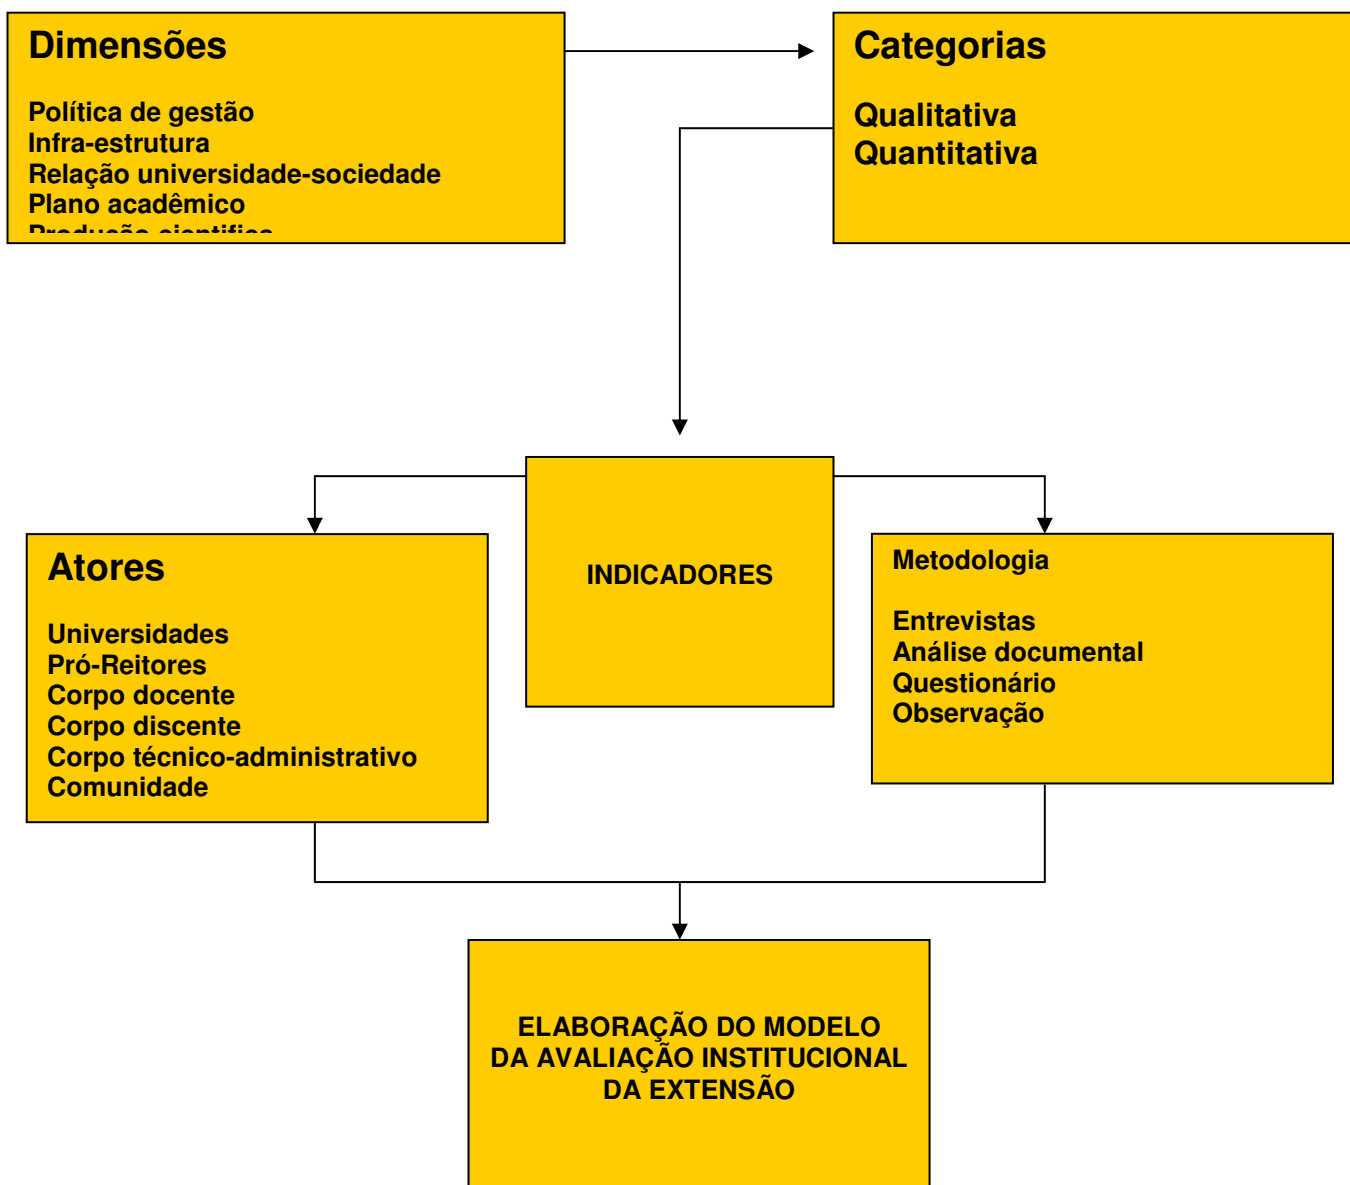 Dimensões
Política de gestão
Infra-estrutura
Relação universidade-sociedade
Plano acadêmico
Produção cientifica
Categorias
Qualitativa
Quantitativa
INDICADORES
Atores
Universidades
Pró-Reitores
Corpo docente
Corpo discente
Corpo técnico-administrativo
Comunidade
Metodologia
Entrevistas
Análise documental
Questionário
Observação
ELABORAÇÃO DO MODELO
DA AVALIAÇÃO INSTITUCIONAL
DA EXTENSÃO